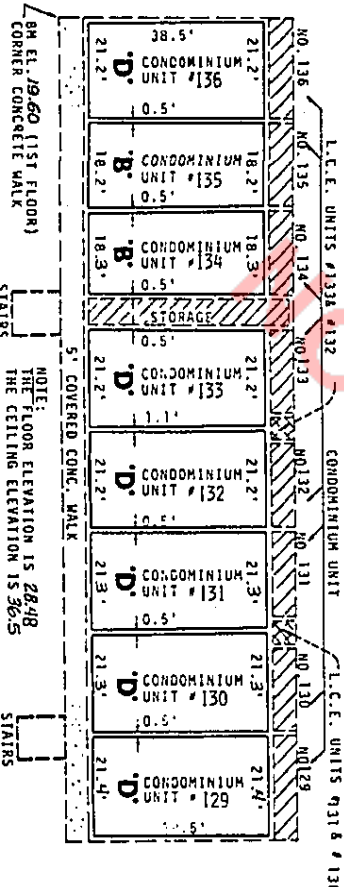 L.C.E. UNITS #133& #132
CONDOMINIUM UNIT
L.C.E. UNITS #131&
NO. 136
NO. 135
NO. 134
NO 133
NO 132
NO 131
NO 130
NO 129
38.5'
21.2'
CONDOMINIUM UNIT #136
21.2'
"D"
0.5'
18.2'
CONDOMINIUM UNIT #135
18.2'
"B"
0.5'
18.3'
CONDOMINIUM UNIT #134
18.3'
"B"
0.5'
STORAGE
0.5'
21.2'
CONDOMINIUM UNIT #133
21.2'
"D"
1.1'
21.2'
CONDOMINIUM UNIT #132
21.2'
"D"
0.5'
21.3'
CONDOMINIUM UNIT #131
21.3'
"D"
0.5'
21.3'
CONDOMINIUM UNIT #130
21.3'
"D"
0.5'
21.4'
CONDOMINIUM UNIT #129
21.4'
"D"
5' COVERED CONC. WALK
BM EL 19.60 (1ST FLOOR)
CORNER CONCRETE WALK
STAIRS
NOTE:
THE FLOOR ELEVATION IS 28.48
THE CEILING ELEVATION IS 36.5
STAIRS